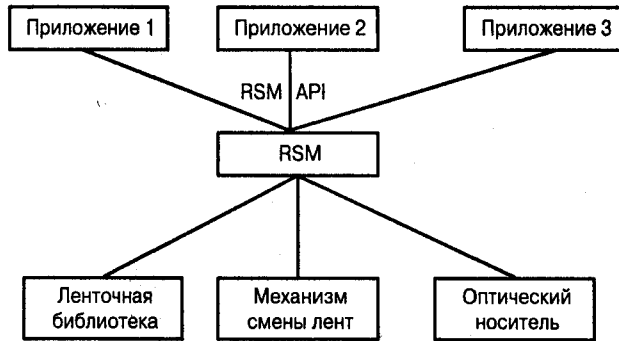 Приложение 1
Приложение 2
Приложение 3
RSM API
RSM
Ленточная
библиотека
Механизм
смены лент
Оптический
носитель